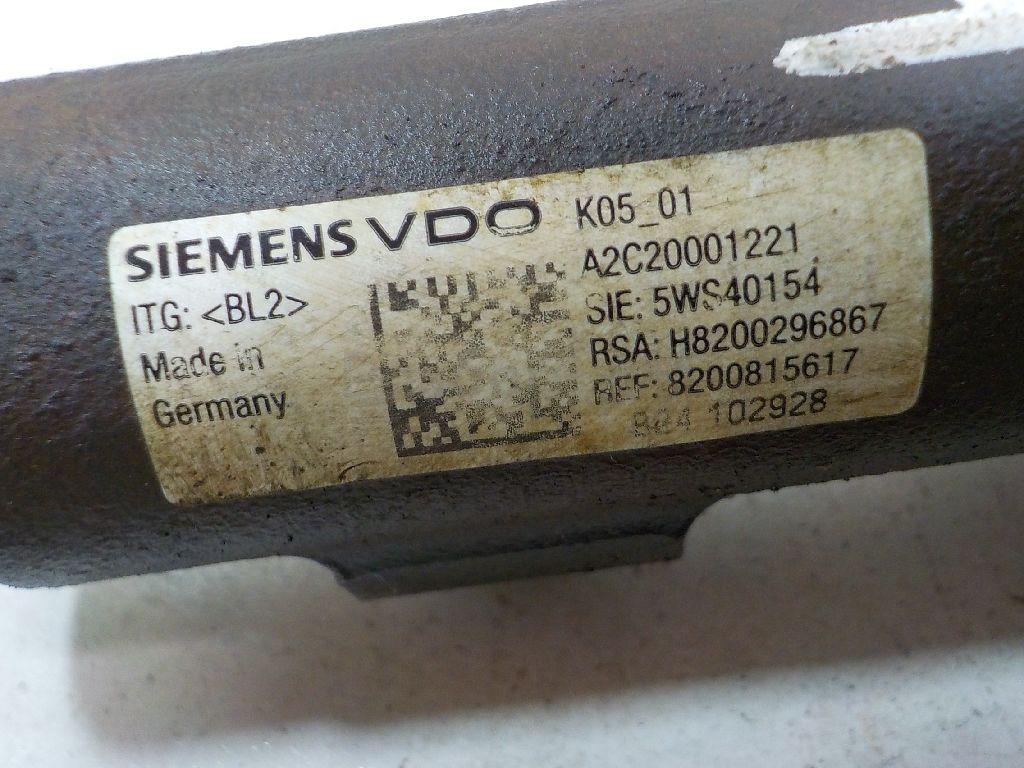 SIEMENS VDO
ITG: <BL2>
Made in
Germany
K05_01
A2C20001221
SIE: 5WS40154
RSA: H8200296867
REF: 8200815617
102928